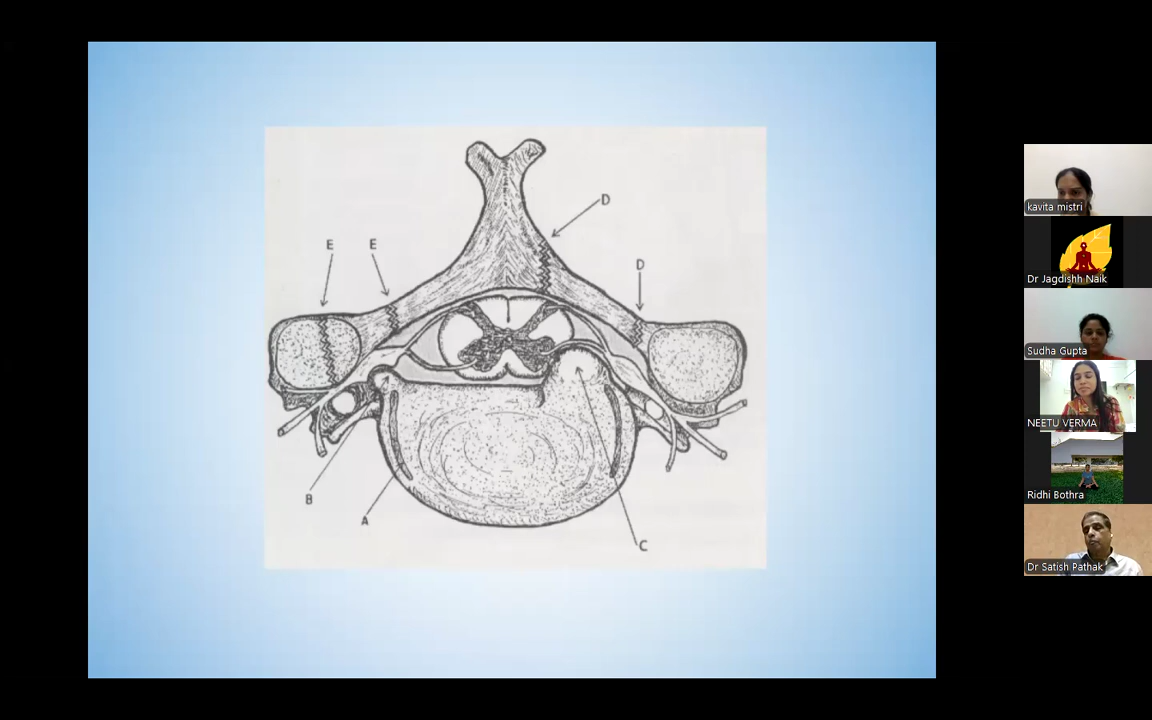 D
E
E
D
B
A
C
kavita mistri
Dr Jagdishh Naik
Sudha Gupta
NEETU VERMA
Ridhi Bothra
Dr Satish Pathak